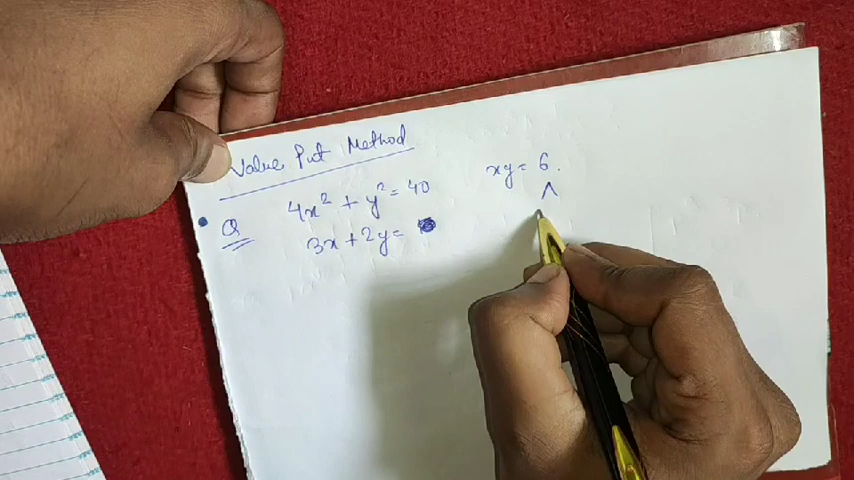 Value Put Method
Q 4x² + y² = 40 xy = 6.
3x + 2y =